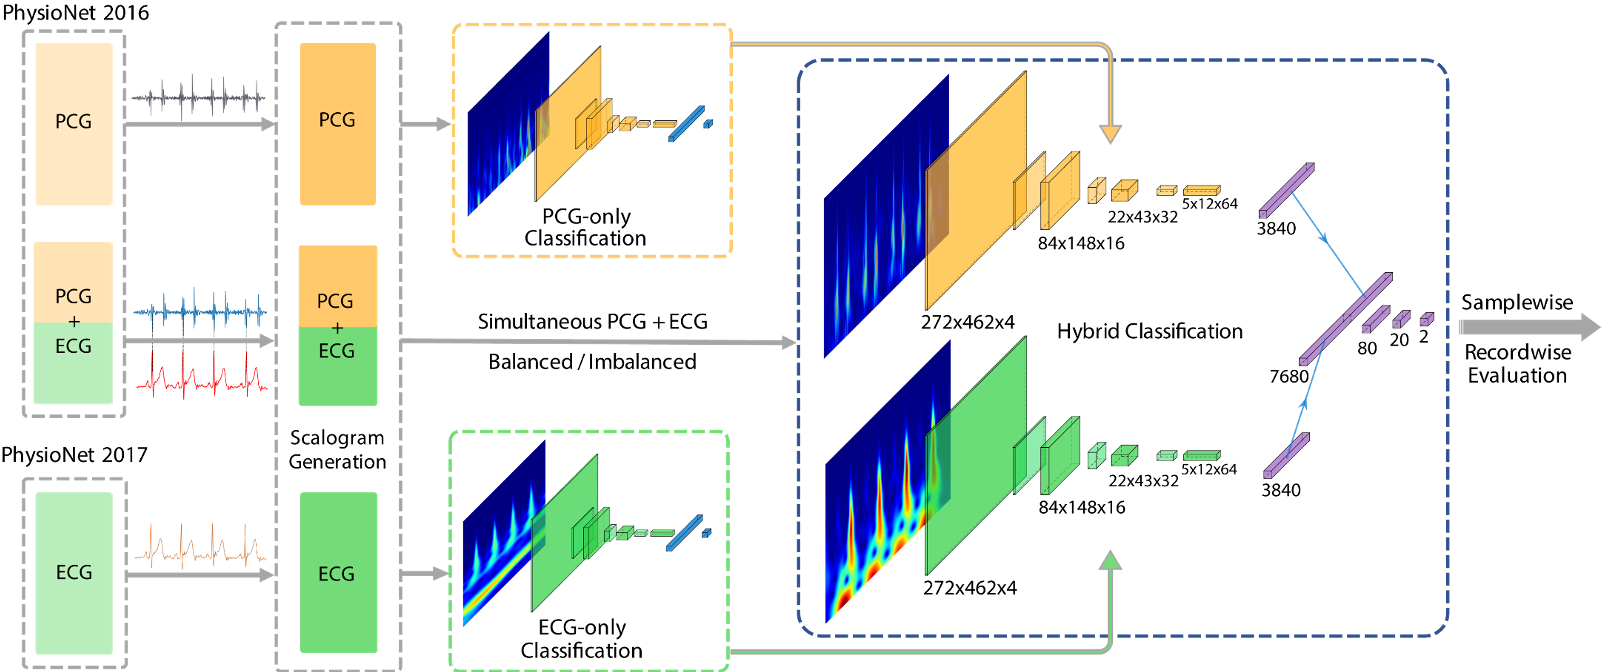 PhysioNet 2016
PCG
PCG
+
ECG
PhysioNet 2017
ECG
PCG
PCG
+
ECG
Scalogram
Generation
ECG
PCG-only
Classification
Simultaneous PCG + ECG
Balanced / Imbalanced
ECG-only
Classification
272x462x4
84x148x16
22x43x32
5x12x64
3840
Hybrid Classification
7680
80
20
2
272x462x4
84x148x16
22x43x32
5x12x64
3840
Samplewise
Recordwise
Evaluation